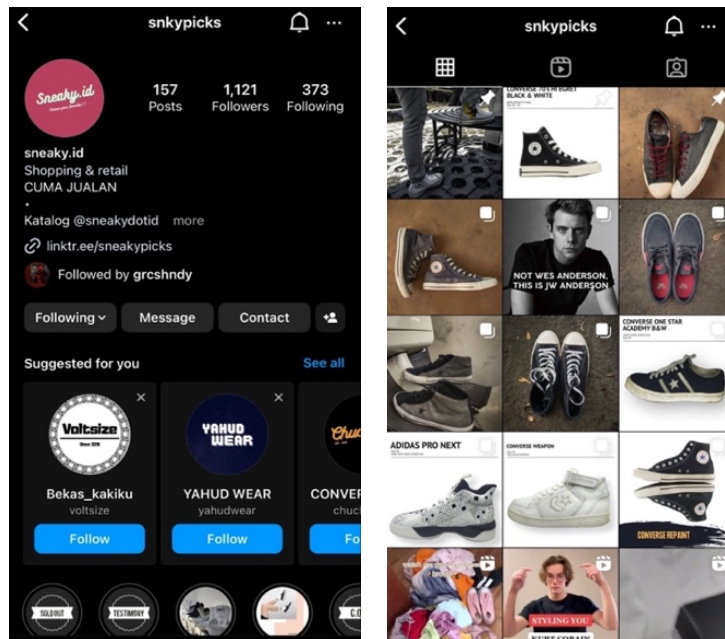 snkypicks
Sneaky.id
157
Posts
1,121
Followers
373
Following
sneaky.id
Shopping & retail
CUMA JUALAN
.
Katalog @sneakydotid more
linktr.ee/sneakypicks
Followed by grcshndy
Following
Message
Contact
Suggested for you
See all
Voltsize
Since 2019
YAHUD
WEAR
Chuc
Bekas_kakiku
voltsize
Follow
YAHUD WEAR
yahudwear
Follow
CONVER
chuc
Fo
SOLD OUT
TESTIMONY
C.O
snkypicks
CONVERSE 70'S HI EGRET
BLACK & WHITE
NOT WES ANDERSON,
THIS IS JW ANDERSON
CONVERSE ONE STAR
ACADEMY B&W
ADIDAS PRO NEXT
CONVERSE WEAPON
CONVERSE REPAINT
STYLING YOU
KURT COBAIN